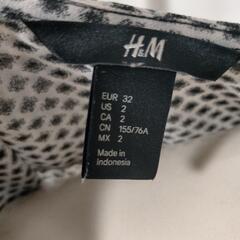 H&M
EUR 32
US 2
CA 2
CN 155/76A
MX 2
Made in
Indonesia